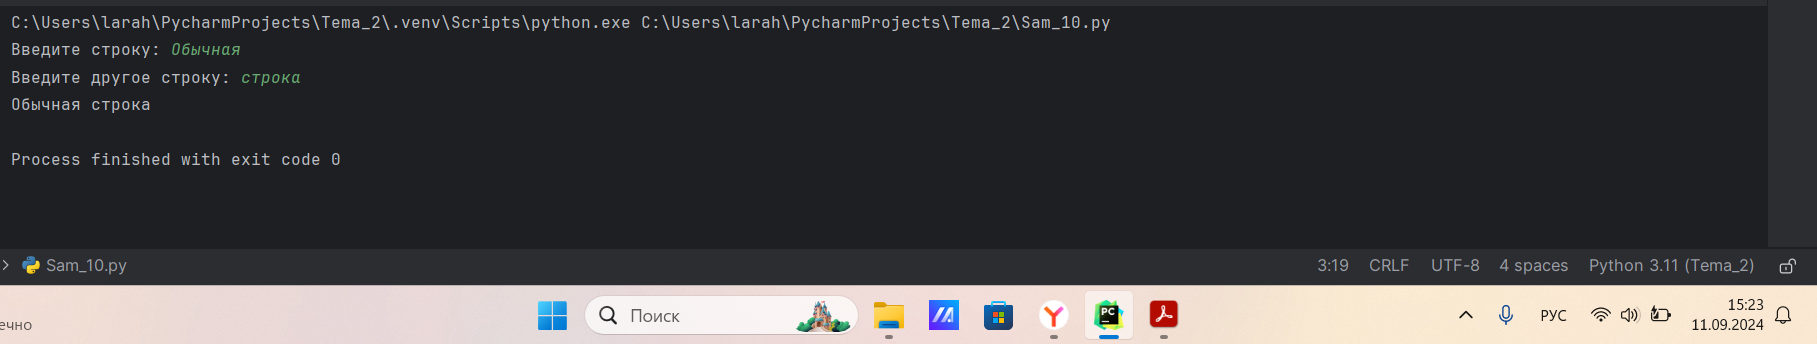 C:\Users\larah\PycharmProjects\Tema_2\.venv\Scripts\python.exe C:\Users\larah\PycharmProjects\Tema_2\Sam_10.py
Введите строку: Обычная
Введите другое строку: строка
Обычная строка
Process finished with exit code 0
Sam_10.py 3:19 CRLF UTF-8 4 spaces Python 3.11 (Tema_2)
Поиск PC РУС 15:23
ечно 11.09.2024